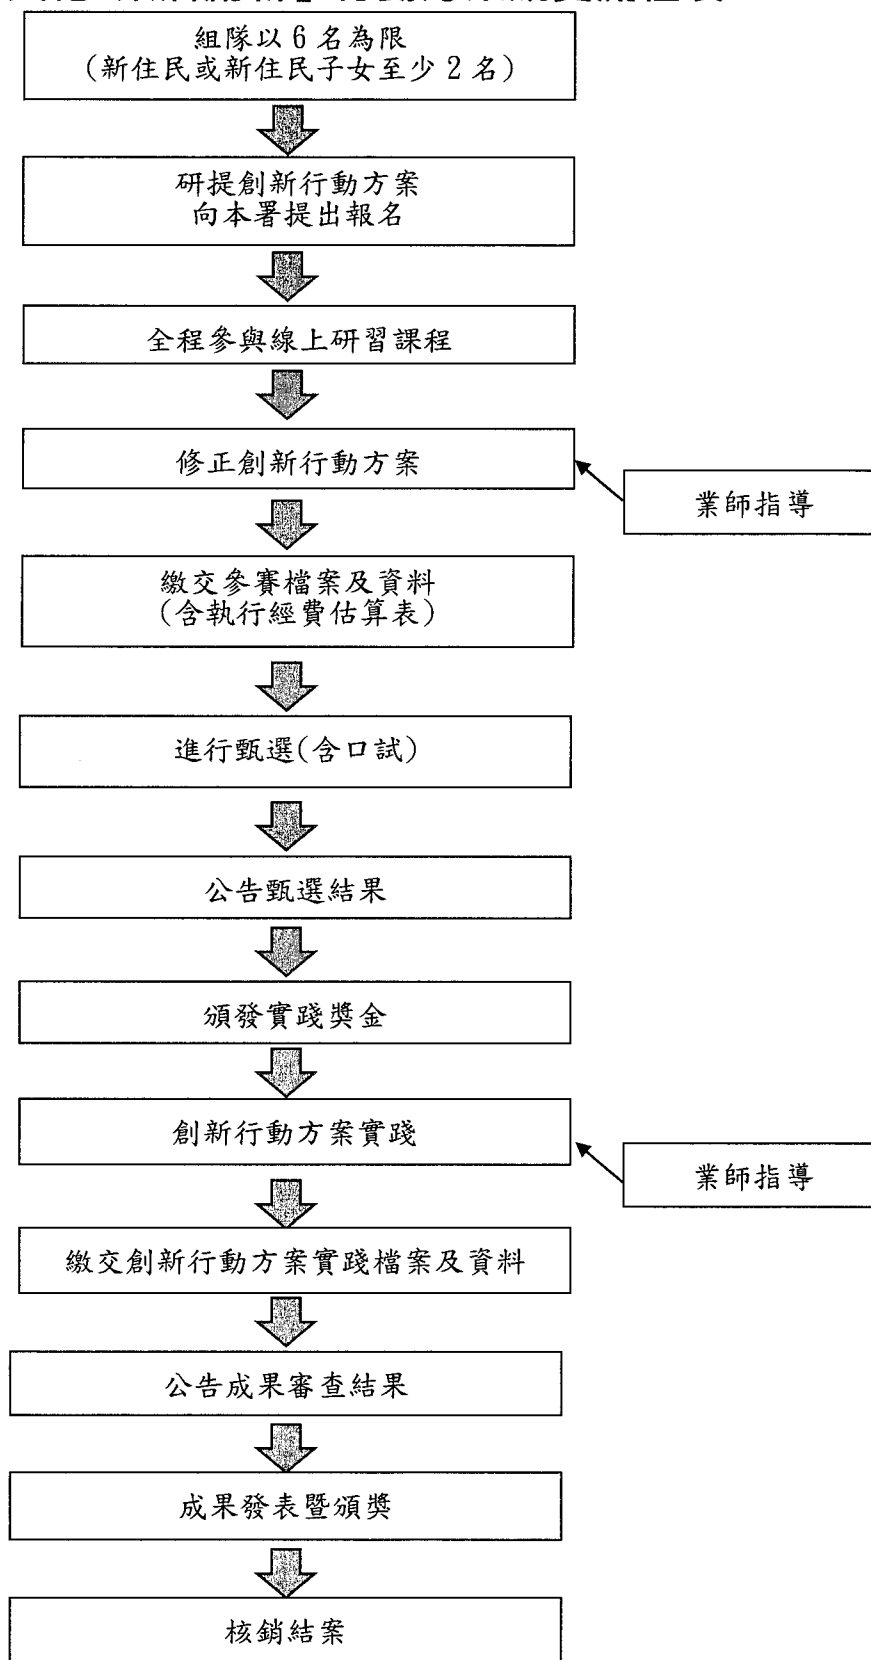 組隊以6名為限
(新住民或新住民子女至少2名)
研提創新行動方案
向本署提出報名
全程參與線上研習課程
修正創新行動方案
業師指導
繳交參賽檔案及資料
(含執行經費估算表)
進行甄選(含口試)
公告甄選結果
頒發實踐獎金
創新行動方案實踐
業師指導
繳交創新行動方案實踐檔案及資料
公告成果審查結果
成果發表暨頒獎
核銷結案